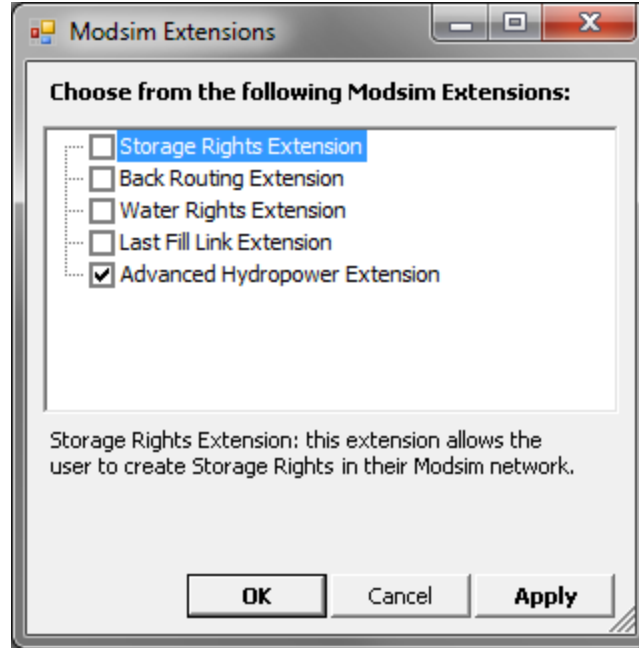 Modsim Extensions
Choose from the following Modsim Extensions:
Storage Rights Extension
Back Routing Extension
Water Rights Extension
Last Fill Link Extension
Advanced Hydropower Extension
Storage Rights Extension: this extension allows the
user to create Storage Rights in their Modsim network.
OK Cancel Apply